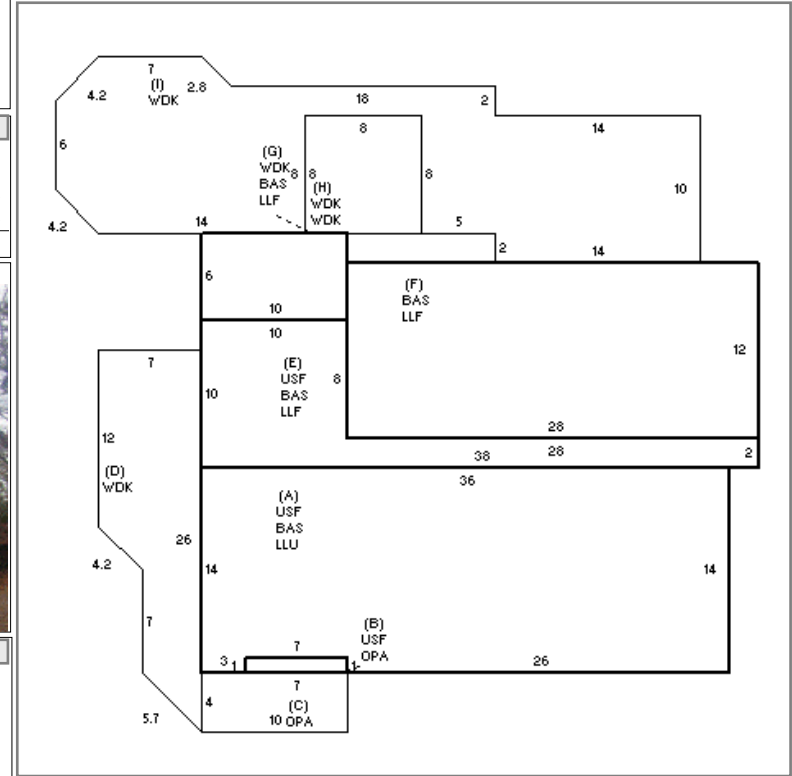 7
(I)
WDK
2.8
4.2
18
2
8
14
6
(G)
WDK
BAS
LLF
8
8
(H)
WDK
WDK
8
10
4.2
14
5
2
14
6
(F)
BAS
LLF
10
10
12
7
(E)
USF
BAS
LLF
8
10
28
12
38
28
2
36
(D)
WDK
(A)
USF
BAS
LLU
26
4.2
14
14
7
(B)
USF
OPA
7
3
1
1
26
7
4
(C)
10 OPA
5.7